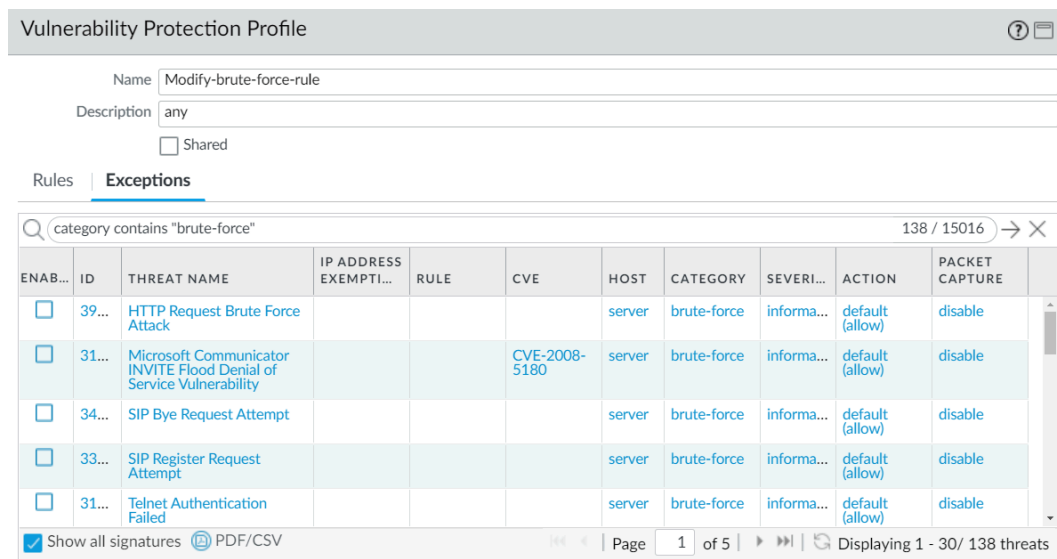 Vulnerability Protection Profile
Name Modify-brute-force-rule
Description any
Shared
Rules Exceptions
category contains "brute-force" 138 / 15016
ENAB... ID THREAT NAME IP ADDRESS EXEMPTI... RULE CVE HOST CATEGORY SEVERI... ACTION PACKET CAPTURE
39... HTTP Request Brute Force Attack server brute-force informa... default (allow) disable
31... Microsoft Communicator INVITE Flood Denial of Service Vulnerability CVE-2008-5180 server brute-force informa... default (allow) disable
34... SIP Bye Request Attempt server brute-force informa... default (allow) disable
33... SIP Register Request Attempt server brute-force informa... default (allow) disable
31... Telnet Authentication Failed server brute-force informa... default (allow) disable
Show all signatures PDF/CSV Page 1 of 5 Displaying 1 - 30/ 138 threats